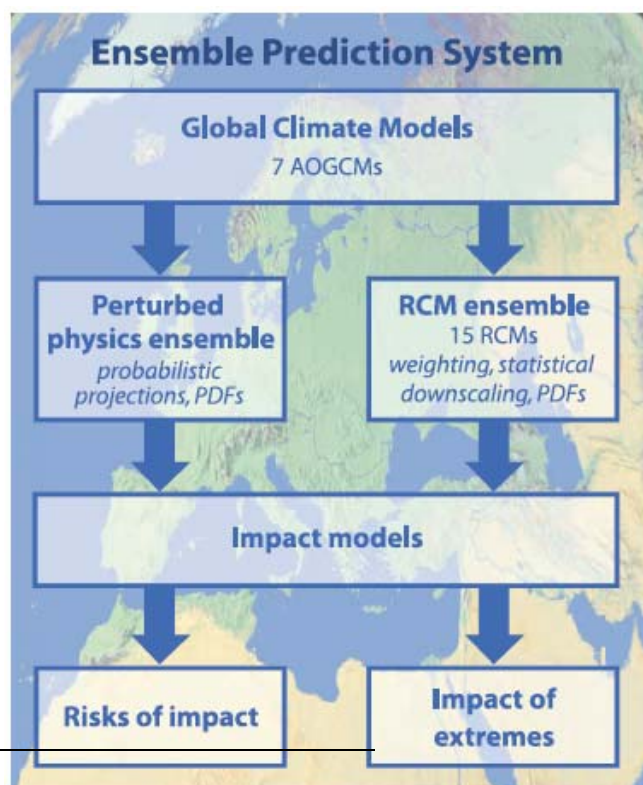 Ensemble Prediction System
Global Climate Models
7 AOGCMs
Perturbed
physics ensemble
probabilistic
projections, PDFs
RCM ensemble
15 RCMs
weighting, statistical
downscaling, PDFs
Impact models
Risks of impact
Impact of
extremes